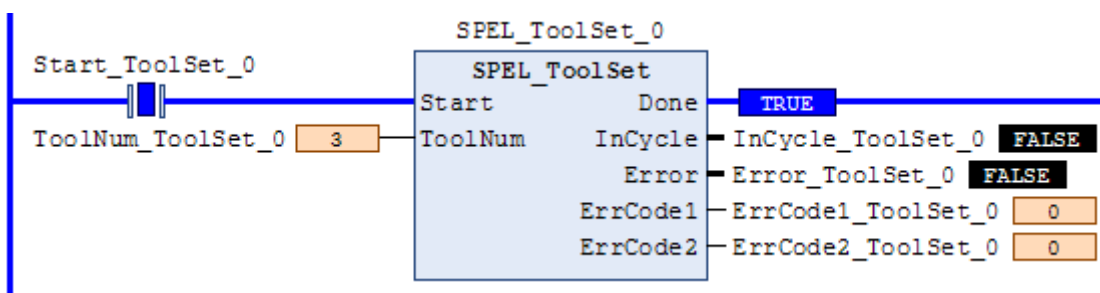 SPEL_ToolSet_0
Start_ToolSet_0
SPEL_ToolSet
Start Done TRUE
ToolNum_ToolSet_0 3 ToolNum InCycle InCycle_ToolSet_0 FALSE
Error Error_ToolSet_0 FALSE
ErrCode1 ErrCode1_ToolSet_0 0
ErrCode2 ErrCode2_ToolSet_0 0